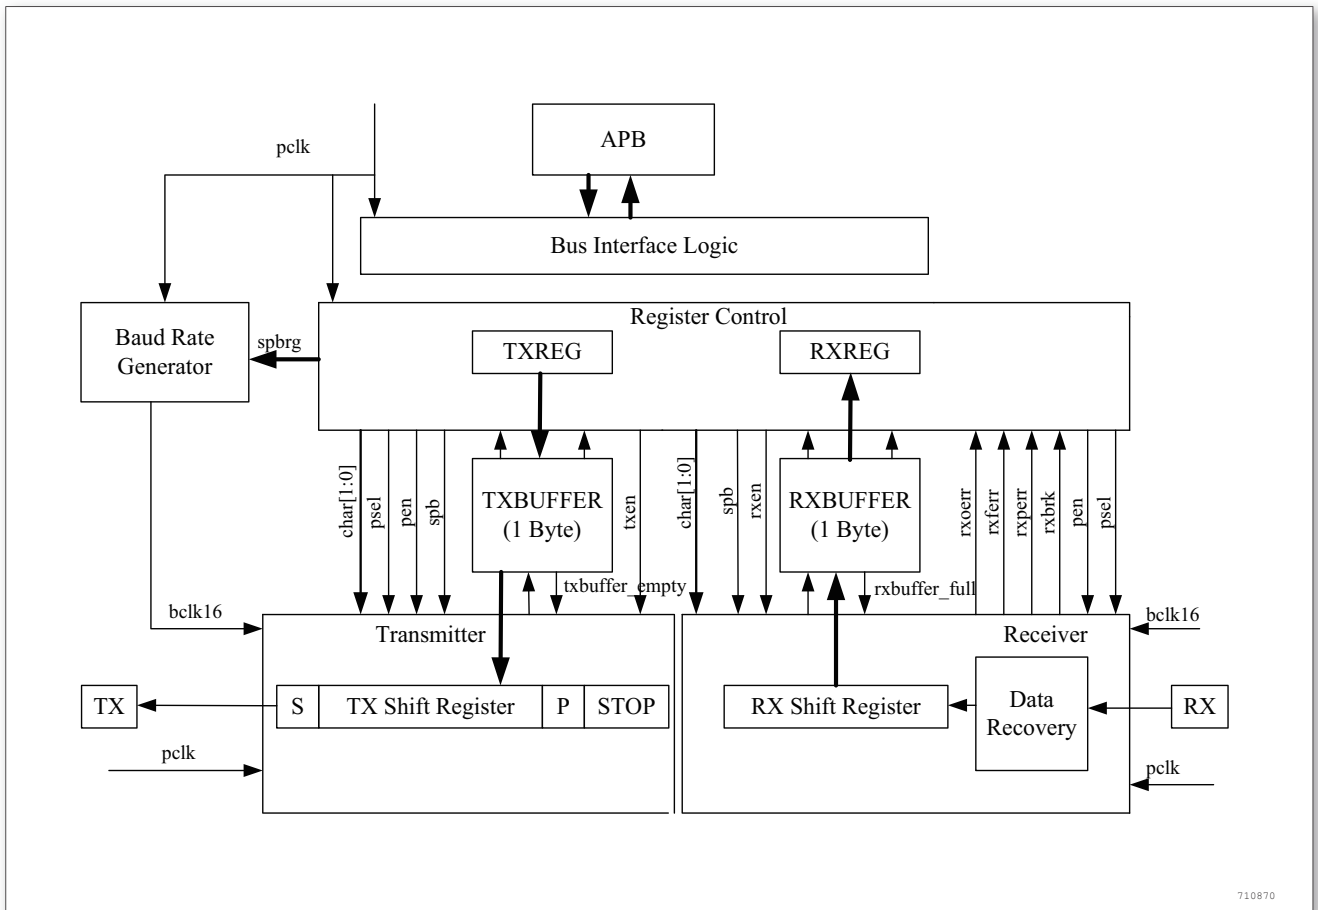 APB
pclk
Bus Interface Logic
Register Control
Baud Rate
Generator
spbrg
TXREG
RXREG
char[1:0]
psel
pen
spb
TXBUFFER
(1 Byte)
txen
char[1:0]
spb
rxen
RXBUFFER
(1 Byte)
rxoerr
rxferr
rxperr
rxbrk
pen
psel
txbuffer_empty
rxbuffer_full
bclk16
Transmitter
Receiver
bclk16
TX
S
TX Shift Register
P
STOP
RX Shift Register
Data
Recovery
RX
pclk
pclk
710870